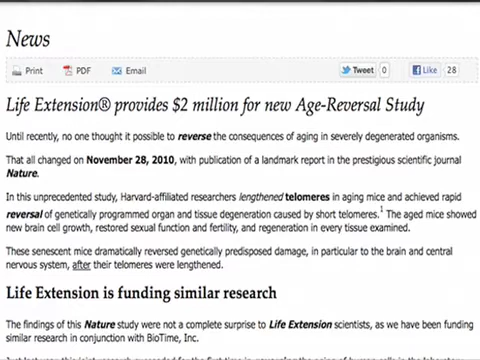 News
Print PDF Email Tweet 0 Like 28
Life Extension® provides $2 million for new Age-Reversal Study
Until recently, no one thought it possible to reverse the consequences of aging in severely degenerated organisms.
That all changed on November 28, 2010, with publication of a landmark report in the prestigious scientific journal
Nature.
In this unprecedented study, Harvard-affiliated researchers lengthened telomeres in aging mice and achieved rapid
reversal of genetically programmed organ and tissue degeneration caused by short telomeres.1 The aged mice showed
new brain cell growth, restored sexual function and fertility, and regeneration in every tissue examined.
These senescent mice dramatically reversed genetically predisposed damage, in particular to the brain and central
nervous system, after their telomeres were lengthened.
Life Extension is funding similar research
The findings of this Nature study were not a complete surprise to Life Extension scientists, as we have been funding
similar research in conjunction with BioTime, Inc.